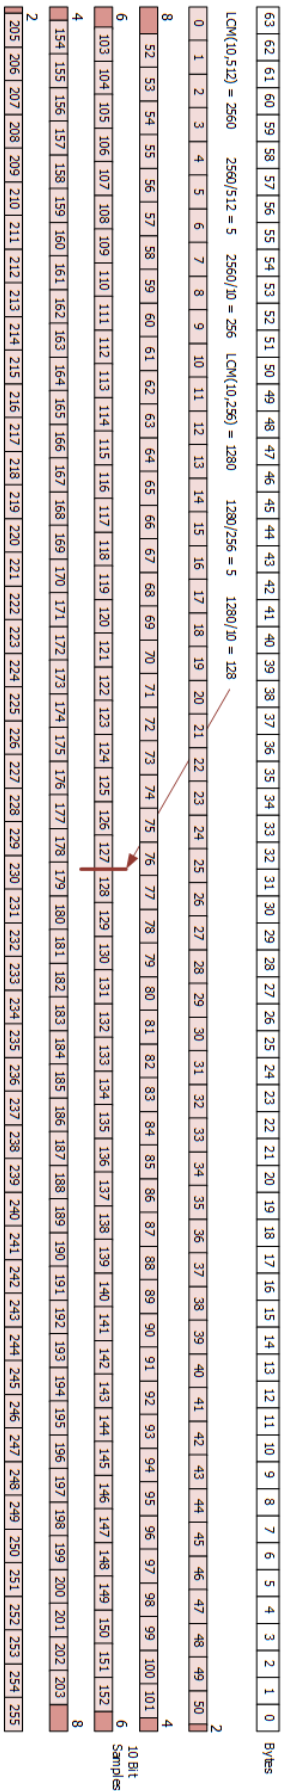 63 62 61 60 59 58 57 56 55 54 53 52 51 50 49 48 47 46 45 44 43 42 41 40 39 38 37 36 35 34 33 32 31 30 29 28 27 26 25 24 23 22 21 20 19 18 17 16 15 14 13 12 11 10 9 8 7 6 5 4 3 2 1 0 Bytes
LCM(10,512) = 2560 2560/512 = 5 2560/10 = 256 LCM(10,256) = 1280 1280/256 = 5 1280/10 = 128
2
0 1 2 3 4 5 6 7 8 9 10 11 12 13 14 15 16 17 18 19 20 21 22 23 24 25 26 27 28 29 30 31 32 33 34 35 36 37 38 39 40 41 42 43 44 45 46 47 48 49 50
8 4
52 53 54 55 56 57 58 59 60 61 62 63 64 65 66 67 68 69 70 71 72 73 74 75 76 77 78 79 80 81 82 83 84 85 86 87 88 89 90 91 92 93 94 95 96 97 98 99 100 101
10 Bit
6 6 Samples
103 104 105 106 107 108 109 110 111 112 113 114 115 116 117 118 119 120 121 122 123 124 125 126 127 128 129 130 131 132 133 134 135 136 137 138 139 140 141 142 143 144 145 146 147 148 149 150 151 152
4 8
154 155 156 157 158 159 160 161 162 163 164 165 166 167 168 169 170 171 172 173 174 175 176 177 178 179 180 181 182 183 184 185 186 187 188 189 190 191 192 193 194 195 196 197 198 199 200 201 202 203
2
205 206 207 208 209 210 211 212 213 214 215 216 217 218 219 220 221 222 223 224 225 226 227 228 229 230 231 232 233 234 235 236 237 238 239 240 241 242 243 244 245 246 247 248 249 250 251 252 253 254 255